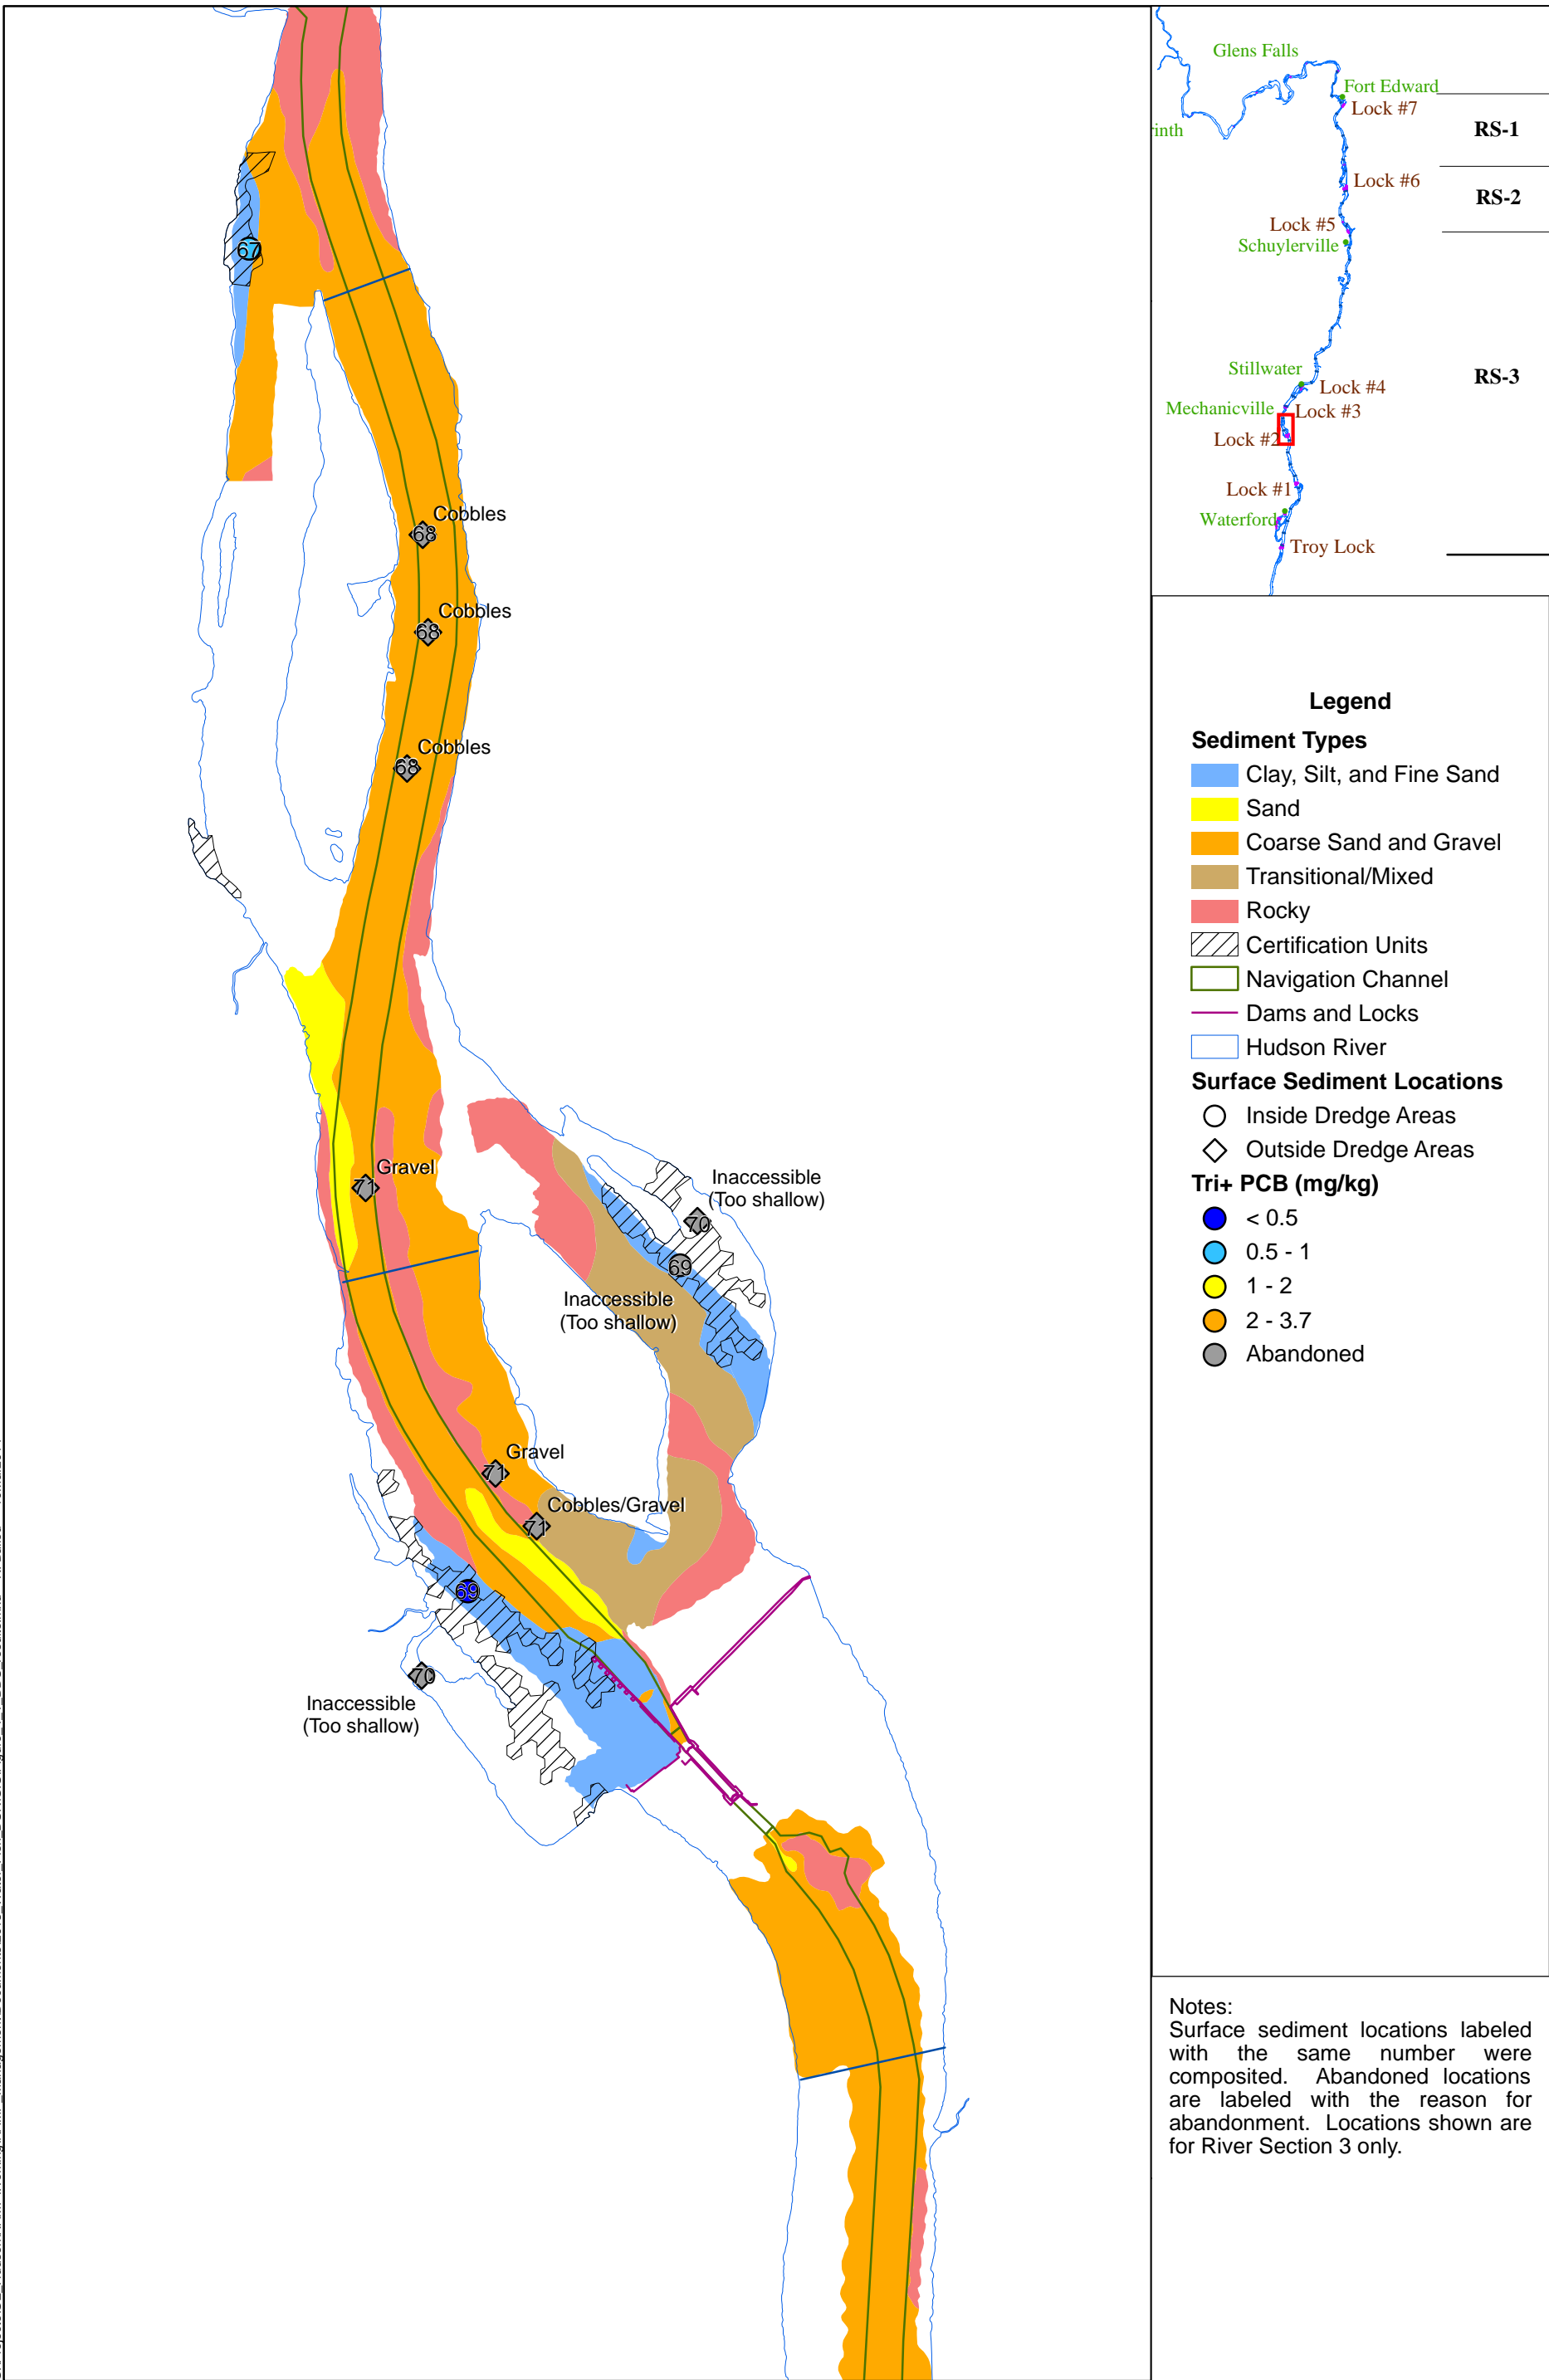 Glens Falls
Fort Edward
Lock #7
rinth
RS-1
Lock #6
RS-2
Lock #5
Schuylerville
Stillwater
RS-3
Lock #4
Mechanicville
Lock #3
Lock #2
Lock #1
Waterford
Troy Lock
67
Cobbles
68
Cobbles
68
Cobbles
68
Gravel
71
Inaccessible
(Too shallow)
70
69
Inaccessible
(Too shallow)
Gravel
71
Cobbles/Gravel
71
69
70
Inaccessible
(Too shallow)
Legend
Sediment Types
Clay, Silt, and Fine Sand
Sand
Coarse Sand and Gravel
Transitional/Mixed
Rocky
Certification Units
Navigation Channel
Dams and Locks
Hudson River
Surface Sediment Locations
Inside Dredge Areas
Outside Dredge Areas
Tri+ PCB (mg/kg)
< 0.5
0.5 - 1
1 - 2
2 - 3.7
Abandoned
Notes:
Surface sediment locations labeled
with the same number were
composited. Abandoned locations
are labeled with the reason for
abandonment. Locations shown are
for River Section 3 only.